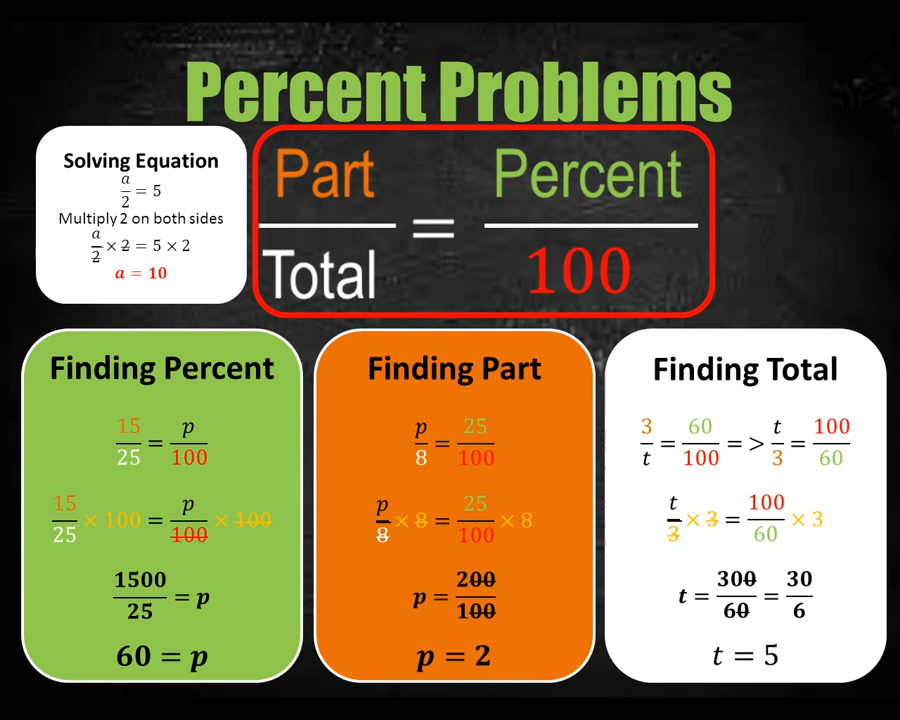 Percent Problems
Solving Equation
a/2 = 5
Multiply 2 on both sides
a/2 × 2 = 5 × 2
a = 10
Part/Total = Percent/100
Finding Percent
15/25 = p/100
15/25 × 100 = p/100 × 100
1500/25 = p
60 = p
Finding Part
p/8 = 25/100
p/8 × 8 = 25/100 × 8
p = 200/100
p = 2
Finding Total
3/t = 60/100 => t/3 = 100/60
t/3 × 3 = 100/60 × 3
t = 300/60 = 30/6
t = 5